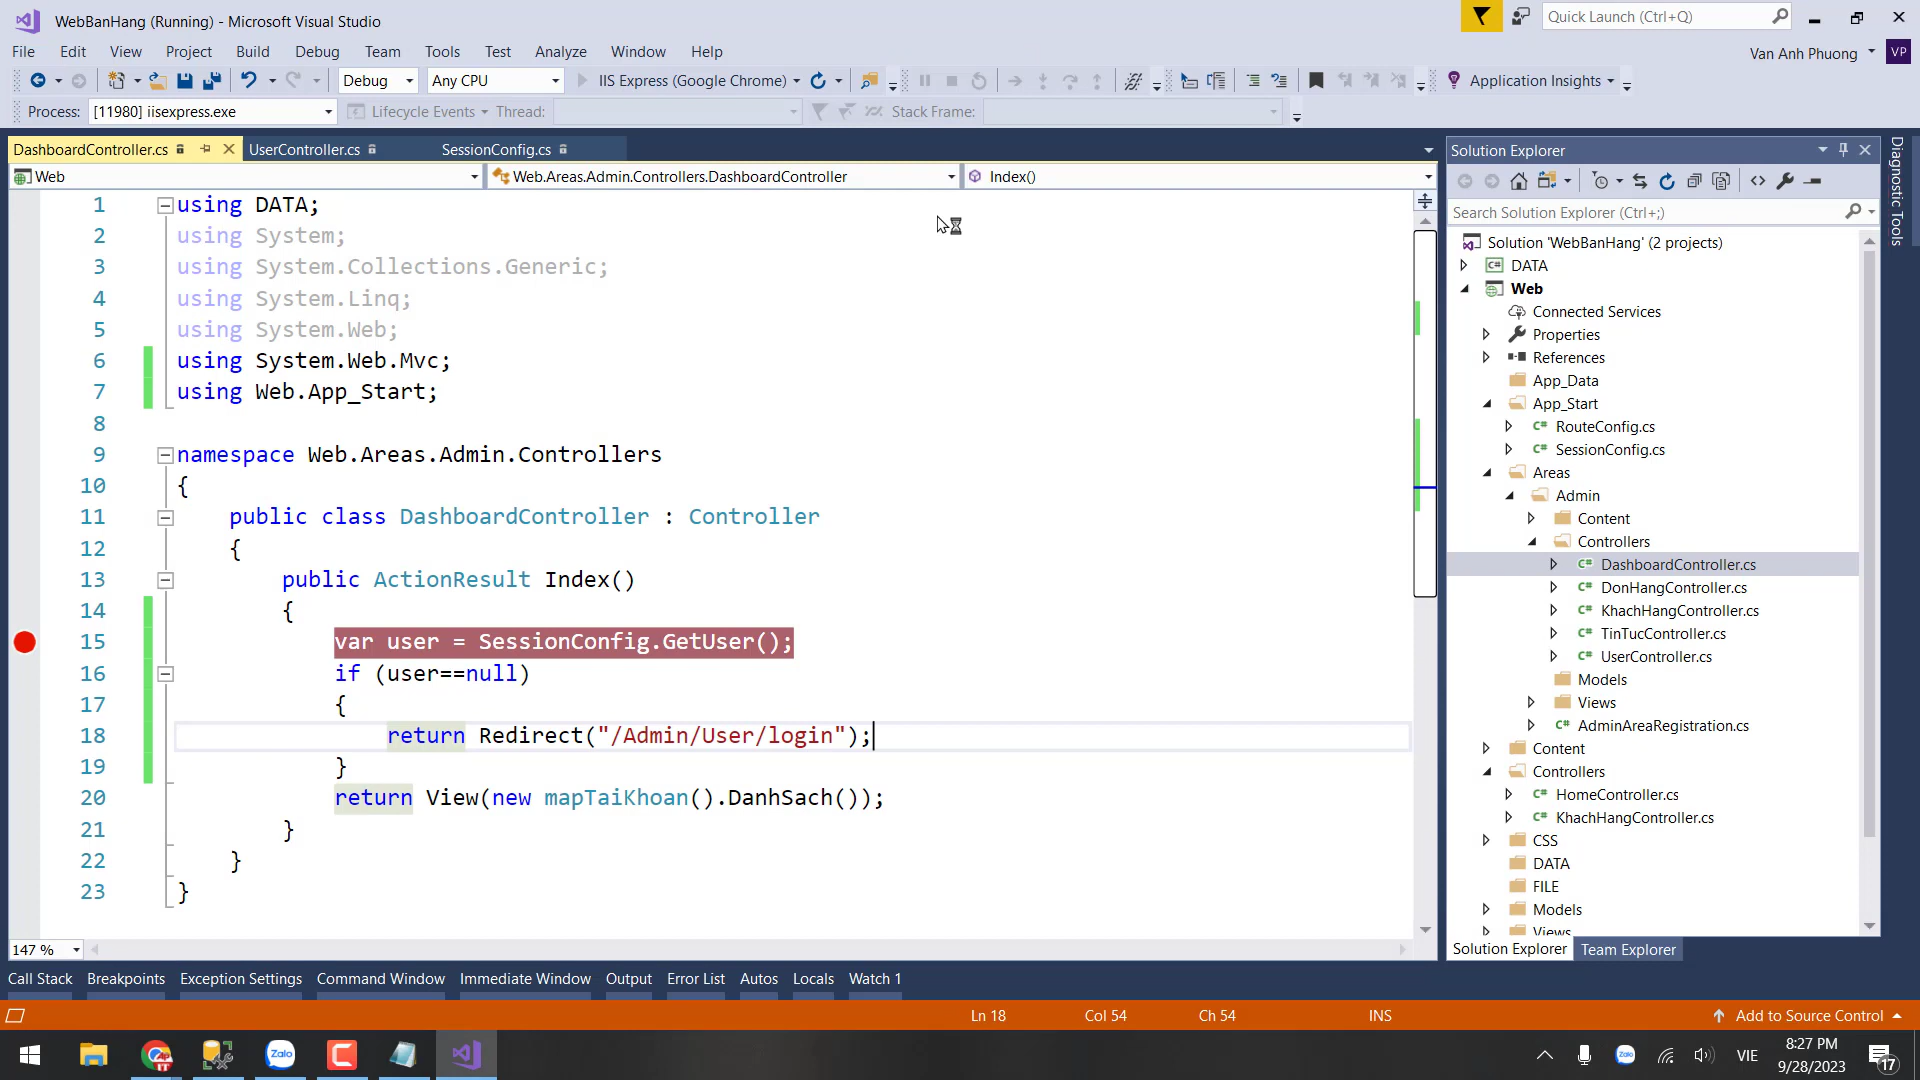 WebBanHang (Running) - Microsoft Visual Studio
Quick Launch (Ctrl+Q)
File Edit View Project Build Debug Team Tools Test Analyze Window Help
Van Anh Phuong VP
Debug Any CPU IIS Express (Google Chrome) Application Insights
Process: [11980] iisexpress.exe Lifecycle Events Thread: Stack Frame:
DashboardController.cs UserController.cs SessionConfig.cs
Web Web.Areas.Admin.Controllers.DashboardController Index()
1 using DATA;
2 using System;
3 using System.Collections.Generic;
4 using System.Linq;
5 using System.Web;
6 using System.Web.Mvc;
7 using Web.App_Start;
8
9 namespace Web.Areas.Admin.Controllers
10 {
11 public class DashboardController : Controller
12 {
13 public ActionResult Index()
14 {
15 var user = SessionConfig.GetUser();
16 if (user==null)
17 {
18 return Redirect("/Admin/User/login");
19 }
20 return View(new mapTaiKhoan().DanhSach());
21 }
22 }
23 }
147 %
Solution Explorer
Search Solution Explorer (Ctrl+;)
Solution 'WebBanHang' (2 projects)
DATA
Web
Connected Services
Properties
References
App_Data
App_Start
RouteConfig.cs
SessionConfig.cs
Areas
Admin
Content
Controllers
DashboardController.cs
DonHangController.cs
KhachHangController.cs
TinTucController.cs
UserController.cs
Models
Views
AdminAreaRegistration.cs
Content
Controllers
HomeController.cs
KhachHangController.cs
CSS
DATA
FILE
Models
Views
Solution Explorer Team Explorer
Diagnostic Tools
Call Stack Breakpoints Exception Settings Command Window Immediate Window Output Error List Autos Locals Watch 1
Ln 18 Col 54 Ch 54 INS Add to Source Control
Zalo
VIE
8:27 PM
9/28/2023
17